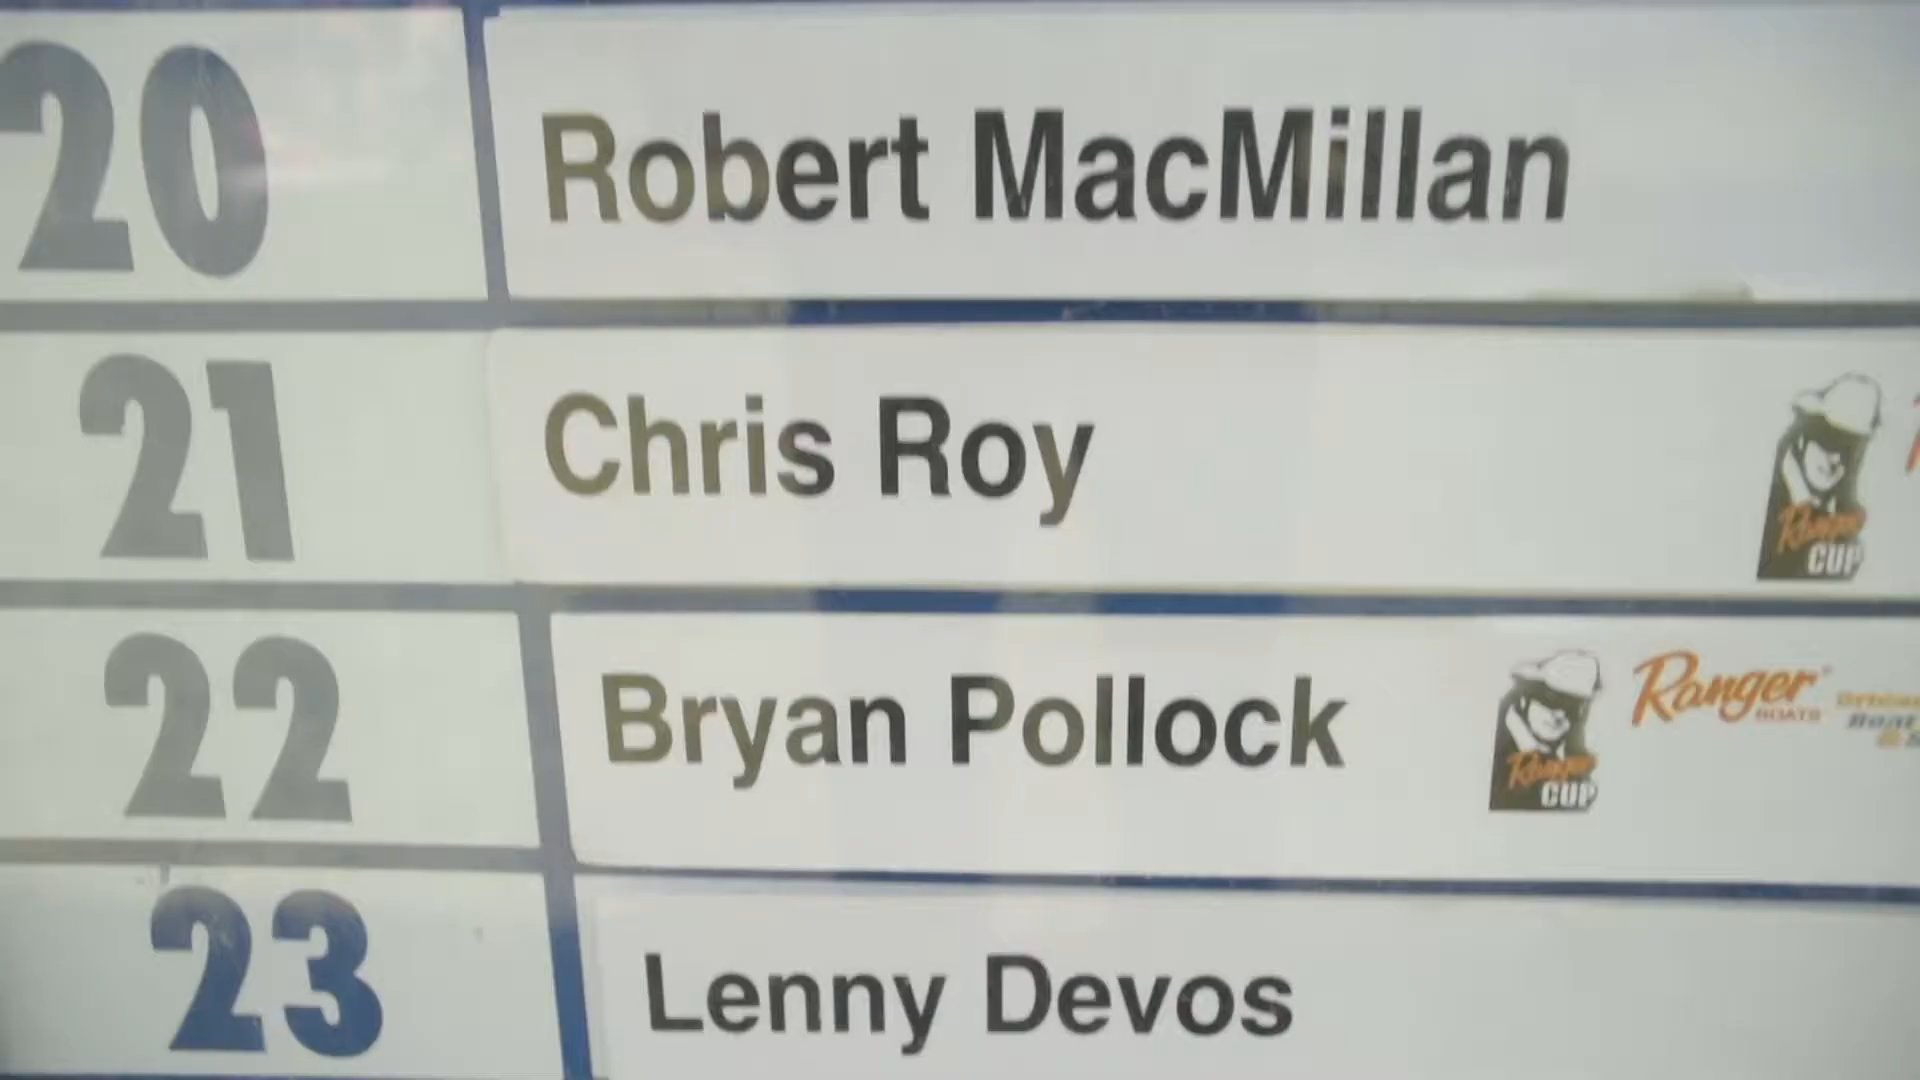 20 Robert MacMillan
21 Chris Roy Ranger CUP
22 Bryan Pollock Ranger CUP Ranger BOATS
23 Lenny Devos